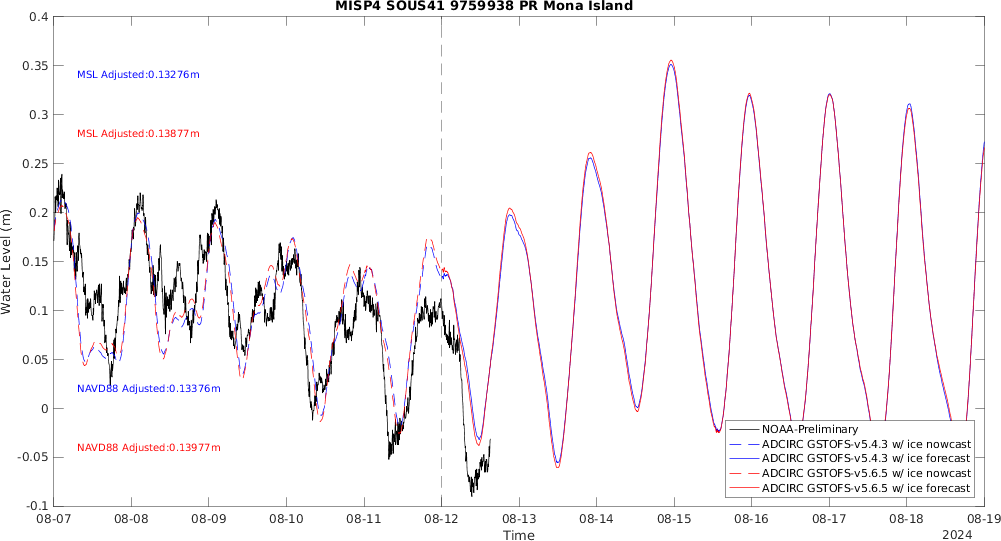 MISP4 SOUS41 9759938 PR Mona Island
0.4
0.35
0.3
0.25
0.2
0.15
0.1
0.05
0
-0.05
-0.1
Water Level (m)
MSL Adjusted:0.13276m
MSL Adjusted:0.13877m
NAVD88 Adjusted:0.13376m
NAVD88 Adjusted:0.13977m
NOAA-Preliminary
ADCIRC GSTOFS-v5.4.3 w/ ice nowcast
ADCIRC GSTOFS-v5.4.3 w/ ice forecast
ADCIRC GSTOFS-v5.6.5 w/ ice nowcast
ADCIRC GSTOFS-v5.6.5 w/ ice forecast
08-07 08-08 08-09 08-10 08-11 08-12 08-13 08-14 08-15 08-16 08-17 08-18 08-19
Time
2024